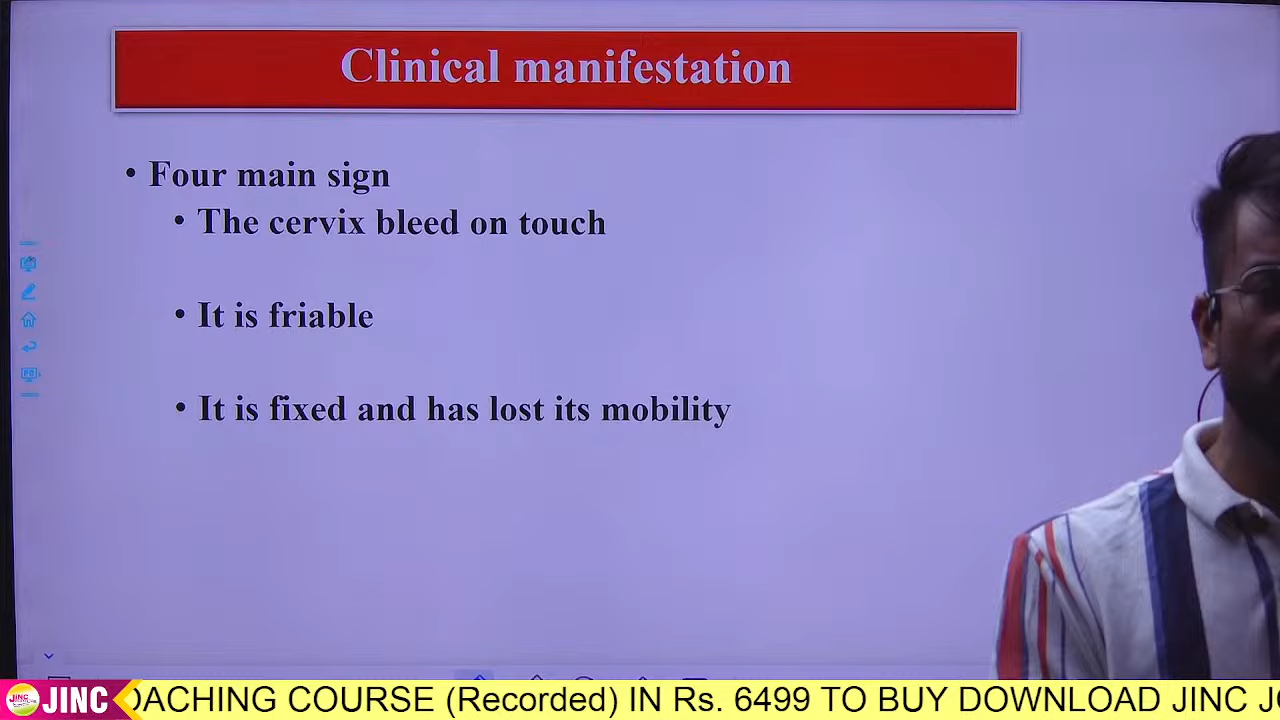 Clinical manifestation
• Four main sign
• The cervix bleed on touch
• It is friable
• It is fixed and has lost its mobility
JINC
JINC OACHING COURSE (Recorded) IN Rs. 6499 TO BUY DOWNLOAD JINC